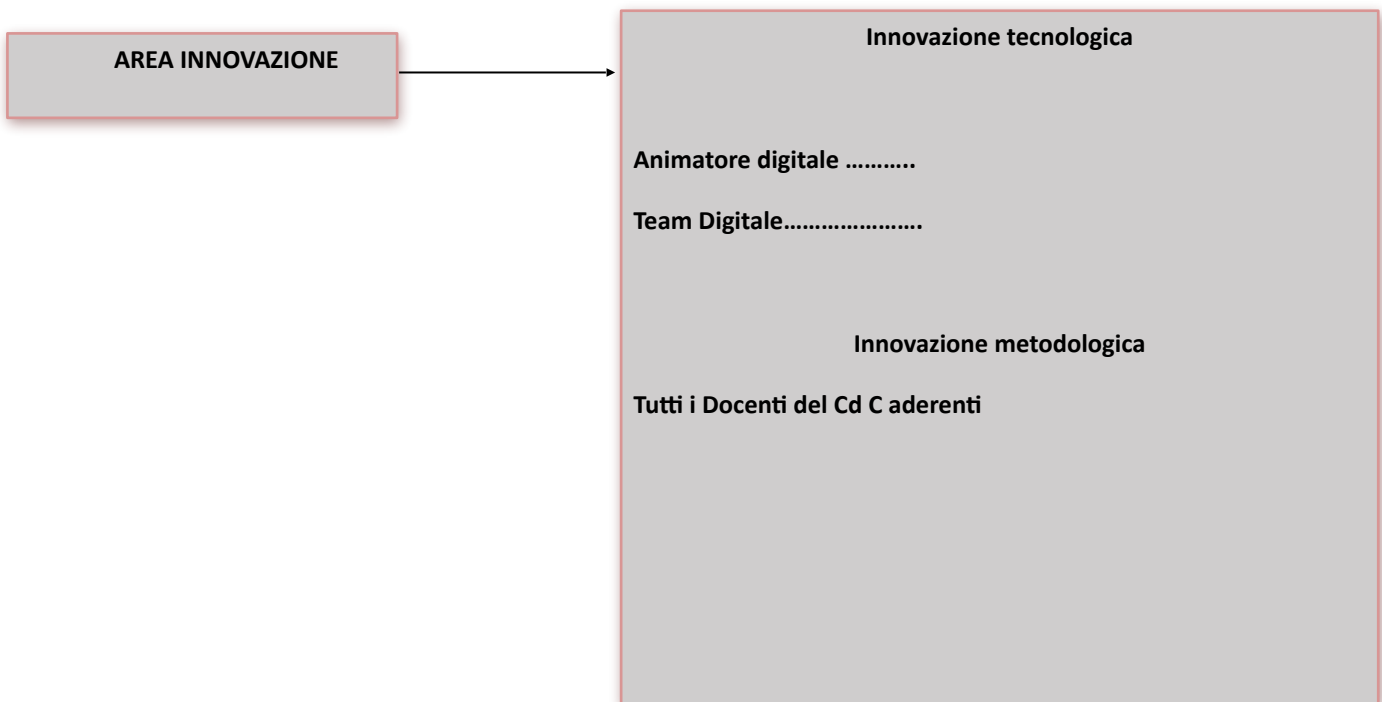 AREA INNOVAZIONE
Innovazione tecnologica
Animatore digitale ………..
Team Digitale………………….
Innovazione metodologica
Tutti i Docenti del Cd C aderenti